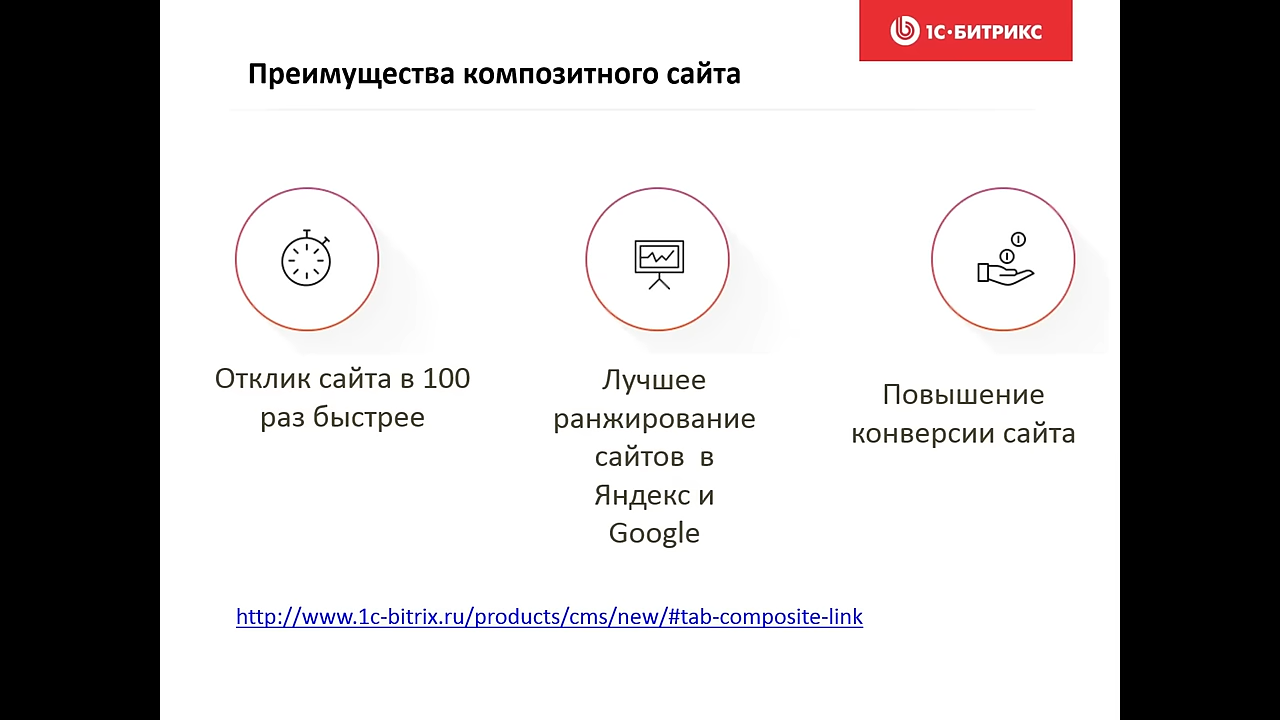 1С-БИТРИКС
Преимущества композитного сайта
Отклик сайта в 100
раз быстрее
Лучшее
ранжирование
сайтов в
Яндекс и
Google
Повышение
конверсии сайта
http://www.1c-bitrix.ru/products/cms/new/#tab-composite-link